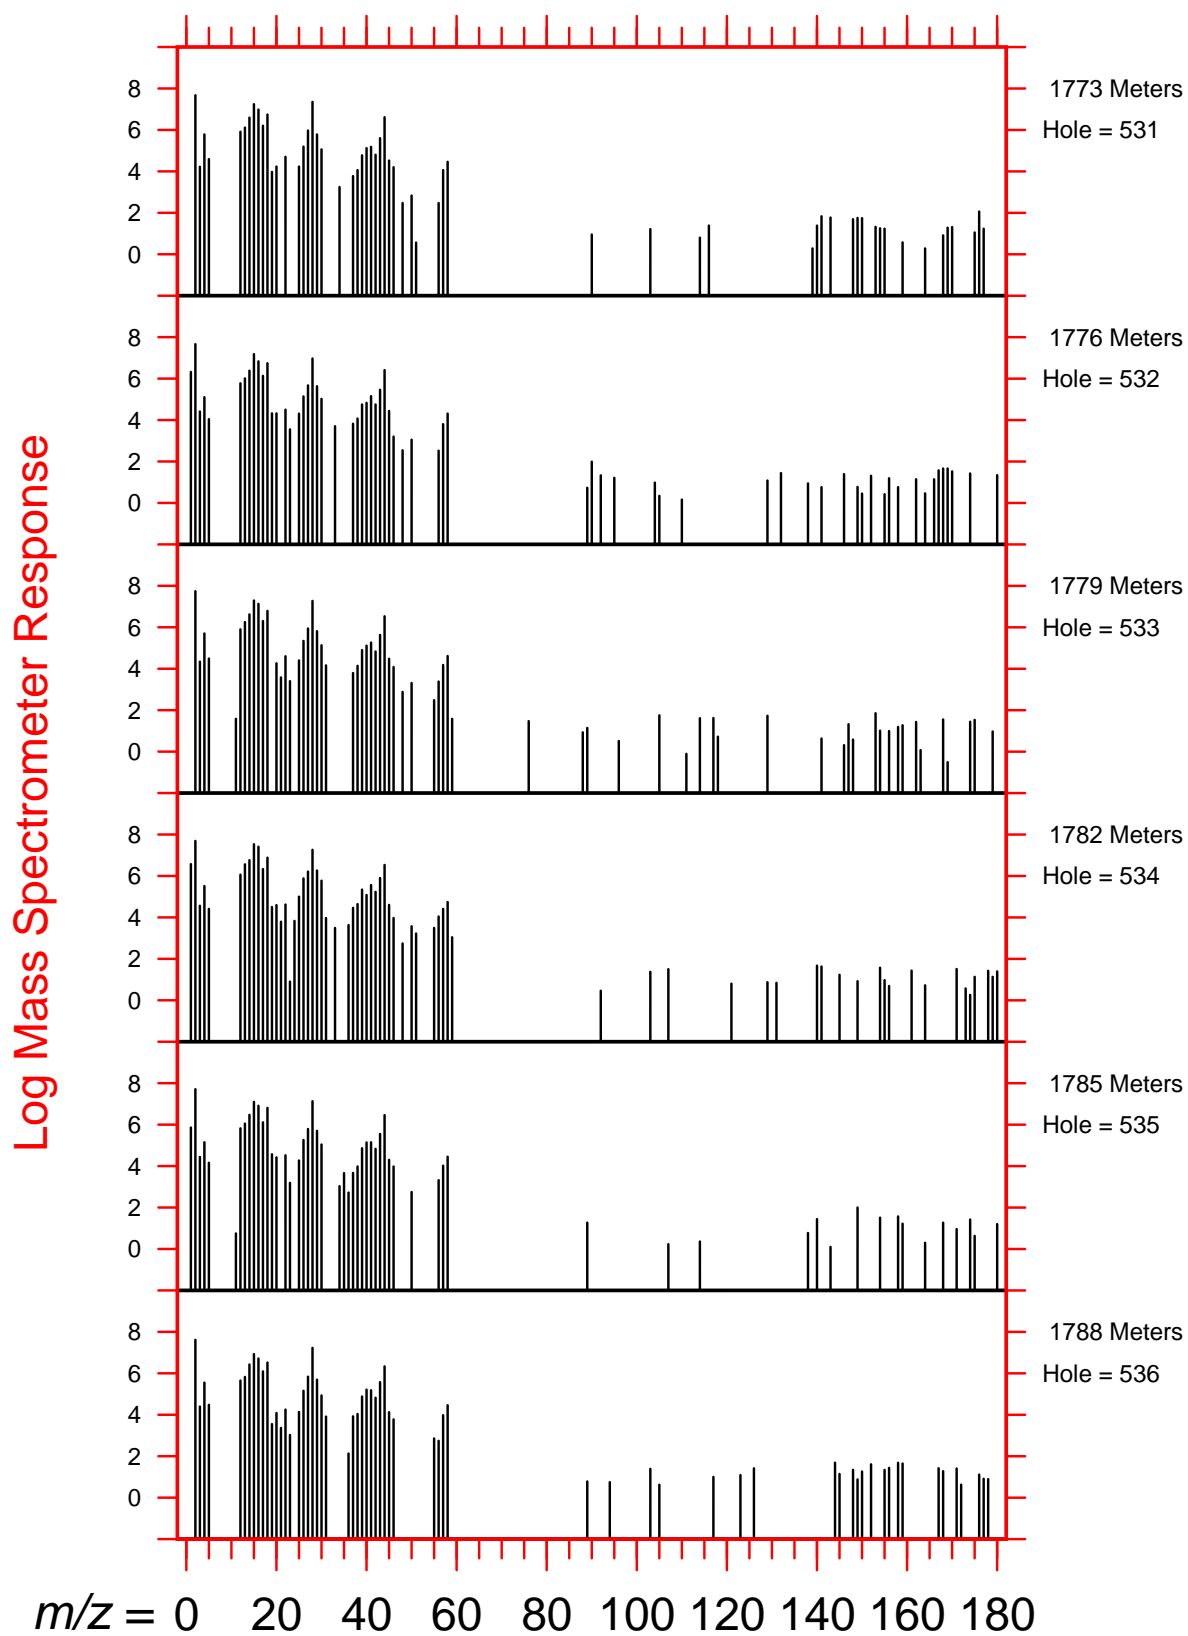 Log Mass Spectrometer Response
8 1773 Meters
6 Hole = 531
4
2
0
8 1776 Meters
6 Hole = 532
4
2
0
8 1779 Meters
6 Hole = 533
4
2
0
8 1782 Meters
6 Hole = 534
4
2
0
8 1785 Meters
6 Hole = 535
4
2
0
8 1788 Meters
6 Hole = 536
4
2
0
m/z = 0 20 40 60 80 100 120 140 160 180